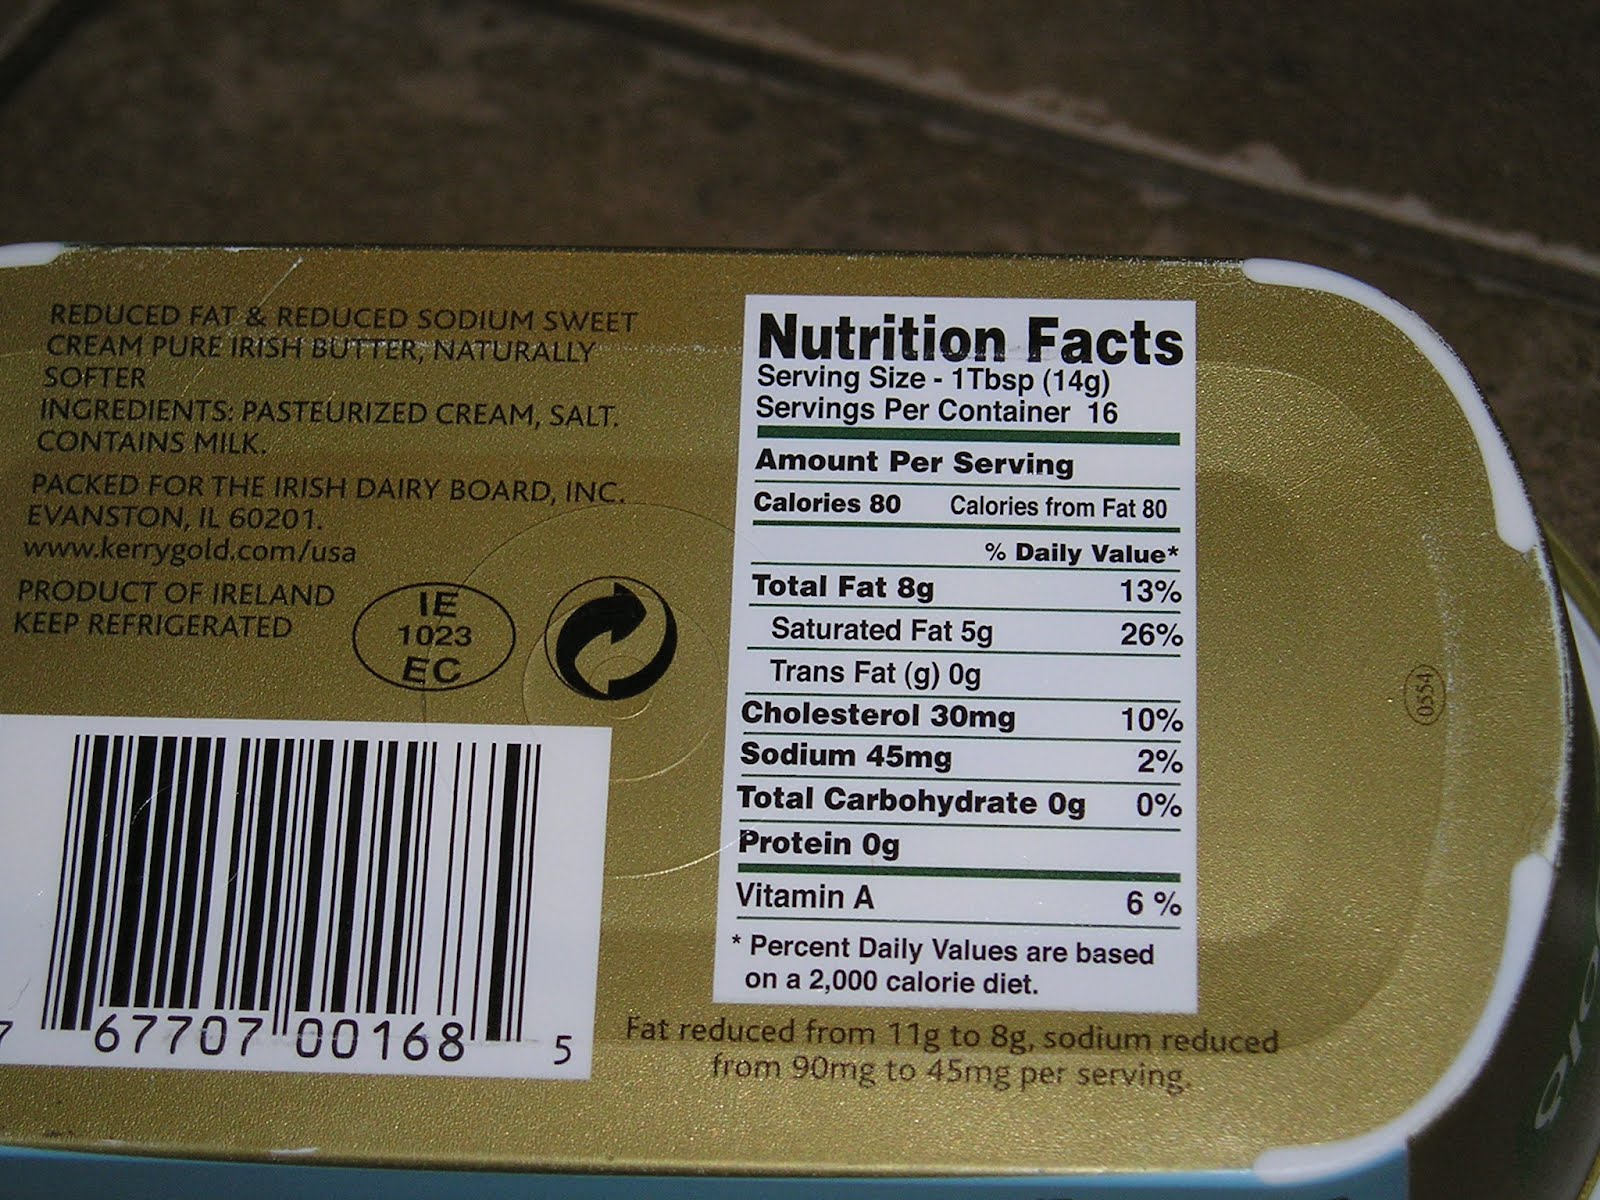 REDUCED FAT & REDUCED SODIUM SWEET
CREAM PURE IRISH BUTTER, NATURALLY
SOFTER
INGREDIENTS: PASTEURIZED CREAM, SALT.
CONTAINS MILK.
PACKED FOR THE IRISH DAIRY BOARD, INC.
EVANSTON, IL 60201.
www.kerrygold.com/usa
PRODUCT OF IRELAND
KEEP REFRIGERATED
IE
1023
EC
7 67707 00168 5
Nutrition Facts
Serving Size - 1Tbsp (14g)
Servings Per Container 16
Amount Per Serving
Calories 80 Calories from Fat 80
% Daily Value*
Total Fat 8g 13%
Saturated Fat 5g 26%
Trans Fat (g) 0g
Cholesterol 30mg 10%
Sodium 45mg 2%
Total Carbohydrate 0g 0%
Protein 0g
Vitamin A 6 %
* Percent Daily Values are based
on a 2,000 calorie diet.
Fat reduced from 11g to 8g, sodium reduced
from 90mg to 45mg per serving.
0554